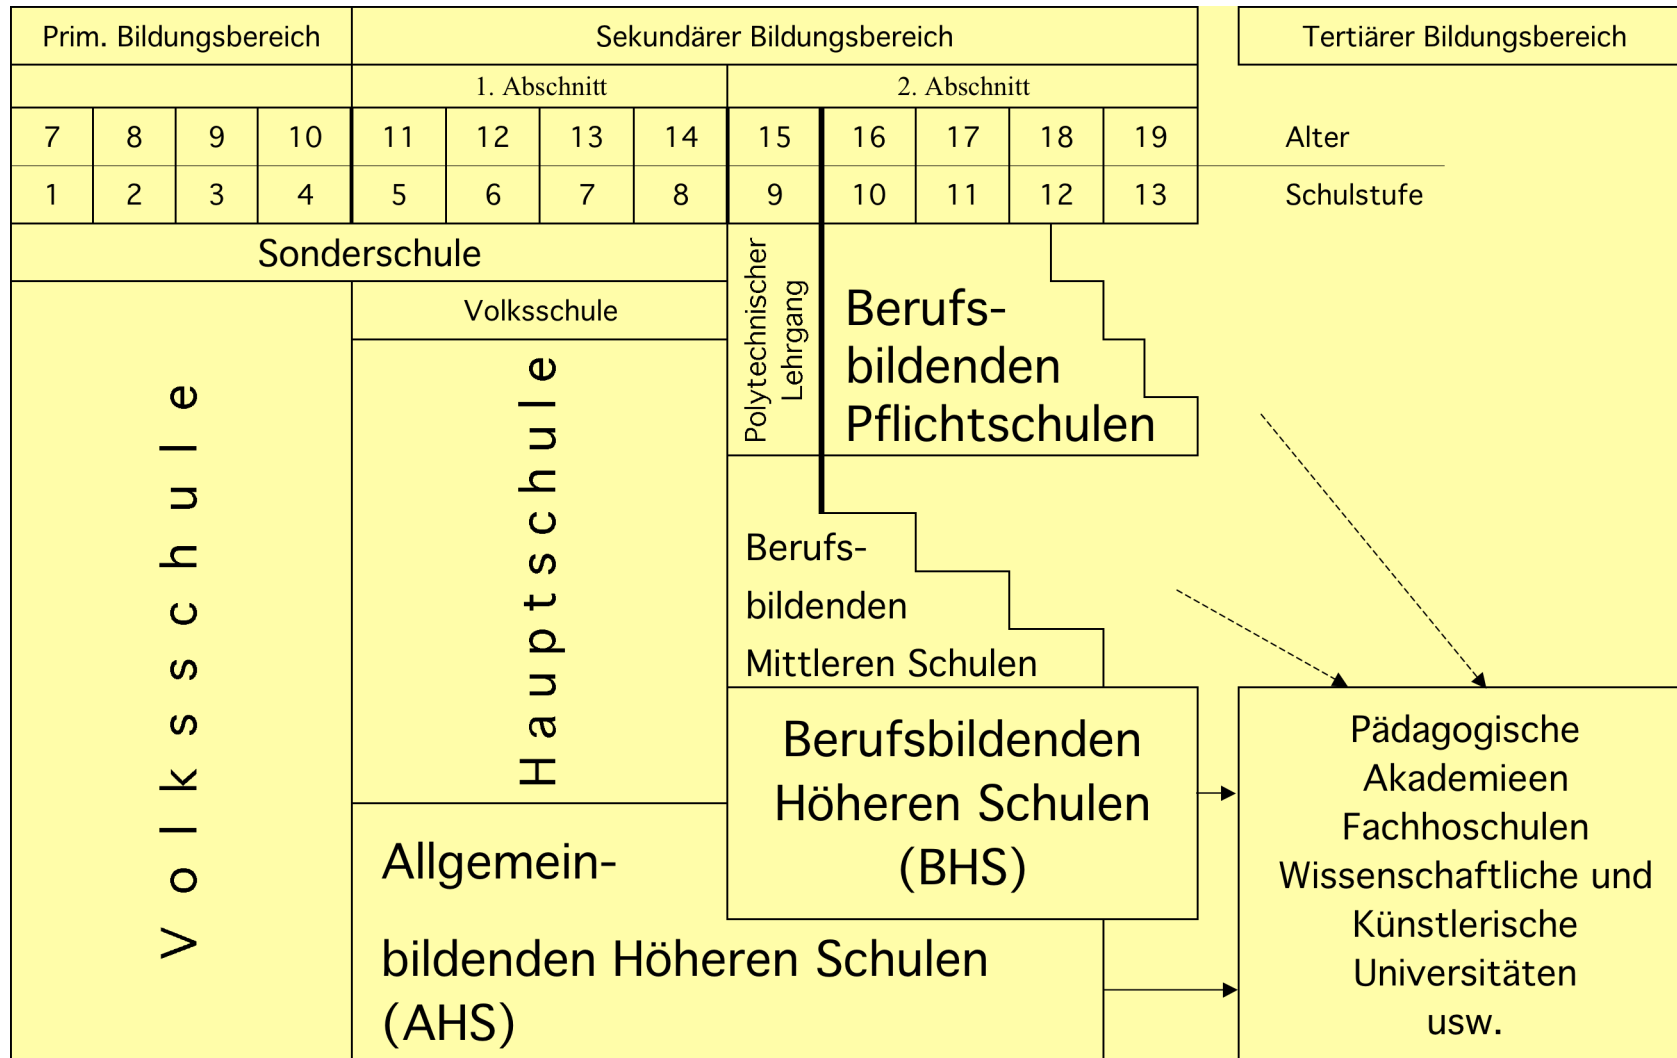 Prim. Bildungsbereich Sekundärer Bildungsbereich Tertiärer Bildungsbereich
1. Abschnitt 2. Abschnitt
7 8 9 10 11 12 13 14 15 16 17 18 19 Alter
1 2 3 4 5 6 7 8 9 10 11 12 13 Schulstufe
Sonderschule
Volksschule
Volksschule
Hauptschule
Polytechnischer
Lehrgang
Berufs-
bildenden
Pflichtschulen
Berufs-
bildenden
Mittleren Schulen
Berufsbildenden
Höheren Schulen
(BHS)
Allgemein-
bildenden Höheren Schulen
(AHS)
Pädagogische
Akademieen
Fachhoschulen
Wissenschaftliche und
Künstlerische
Universitäten
usw.